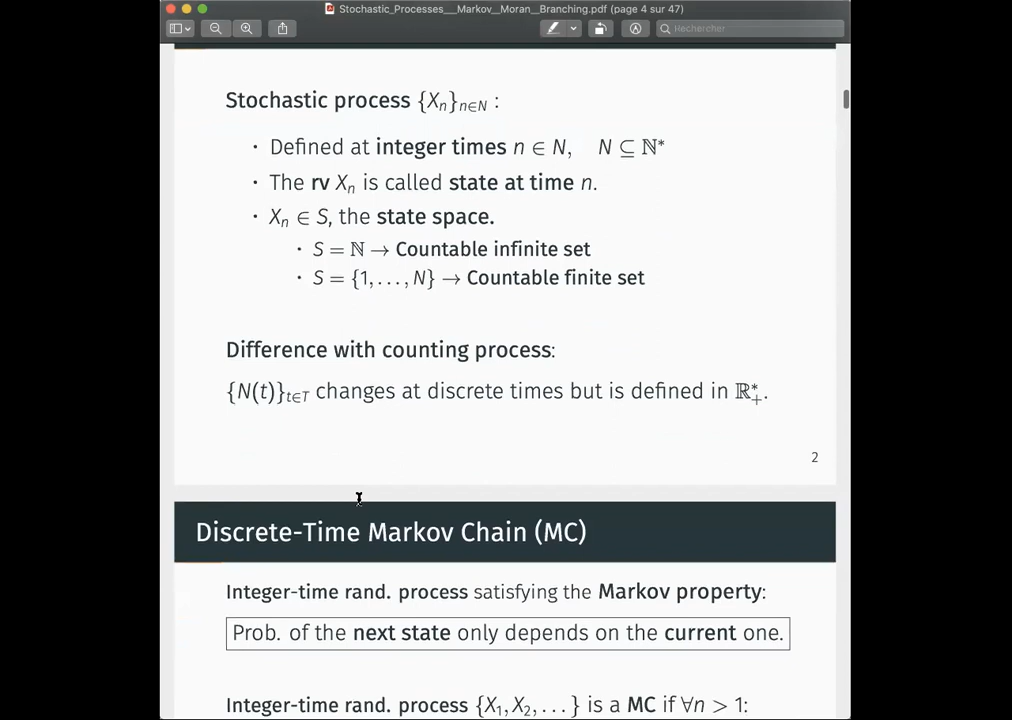 Stochastic_Processes___Markov__Moran__Branching.pdf (page 4 sur 47)
Rechercher
Stochastic process {Xₙ}ₙ∈N :
· Defined at integer times n ∈ N, N ⊆ ℕ*
· The rv Xₙ is called state at time n.
· Xₙ ∈ S, the state space.
· S = ℕ → Countable infinite set
· S = {1, . . . , N} → Countable finite set
Difference with counting process:
{N(t)}t∈T changes at discrete times but is defined in ℝ₊*.
2
Discrete-Time Markov Chain (MC)
Integer-time rand. process satisfying the Markov property:
Prob. of the next state only depends on the current one.
Integer-time rand. process {X₁, X₂, . . . } is a MC if ∀n > 1: